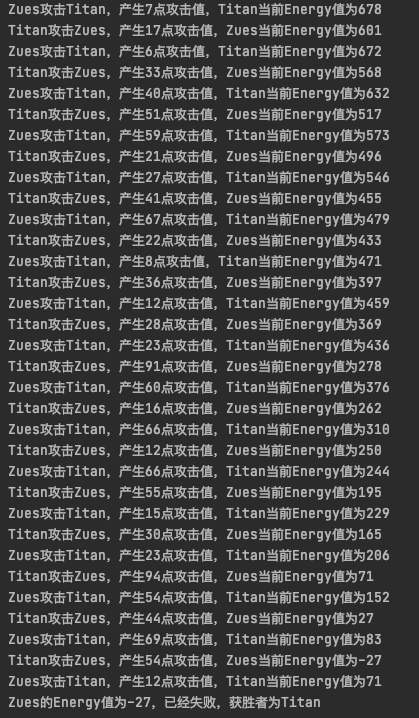 Zues攻击Titan, 产生7点攻击值, Titan当前Energy值为678
Titan攻击Zues, 产生17点攻击值, Zues当前Energy值为601
Zues攻击Titan, 产生6点攻击值, Titan当前Energy值为672
Titan攻击Zues, 产生33点攻击值, Zues当前Energy值为568
Zues攻击Titan, 产生40点攻击值, Titan当前Energy值为632
Titan攻击Zues, 产生51点攻击值, Zues当前Energy值为517
Zues攻击Titan, 产生59点攻击值, Titan当前Energy值为573
Titan攻击Zues, 产生21点攻击值, Zues当前Energy值为496
Zues攻击Titan, 产生27点攻击值, Titan当前Energy值为546
Titan攻击Zues, 产生41点攻击值, Zues当前Energy值为455
Zues攻击Titan, 产生67点攻击值, Titan当前Energy值为479
Titan攻击Zues, 产生22点攻击值, Zues当前Energy值为433
Zues攻击Titan, 产生8点攻击值, Titan当前Energy值为471
Titan攻击Zues, 产生36点攻击值, Zues当前Energy值为397
Zues攻击Titan, 产生12点攻击值, Titan当前Energy值为459
Titan攻击Zues, 产生28点攻击值, Zues当前Energy值为369
Zues攻击Titan, 产生23点攻击值, Titan当前Energy值为436
Titan攻击Zues, 产生91点攻击值, Zues当前Energy值为278
Zues攻击Titan, 产生60点攻击值, Titan当前Energy值为376
Titan攻击Zues, 产生16点攻击值, Zues当前Energy值为262
Zues攻击Titan, 产生66点攻击值, Titan当前Energy值为310
Titan攻击Zues, 产生12点攻击值, Zues当前Energy值为250
Zues攻击Titan, 产生66点攻击值, Titan当前Energy值为244
Titan攻击Zues, 产生55点攻击值, Zues当前Energy值为195
Zues攻击Titan, 产生15点攻击值, Titan当前Energy值为229
Titan攻击Zues, 产生30点攻击值, Zues当前Energy值为165
Zues攻击Titan, 产生23点攻击值, Titan当前Energy值为206
Titan攻击Zues, 产生94点攻击值, Zues当前Energy值为71
Zues攻击Titan, 产生54点攻击值, Titan当前Energy值为152
Titan攻击Zues, 产生44点攻击值, Zues当前Energy值为27
Zues攻击Titan, 产生69点攻击值, Titan当前Energy值为83
Titan攻击Zues, 产生54点攻击值, Zues当前Energy值为-27
Zues攻击Titan, 产生12点攻击值, Titan当前Energy值为71
Zues的Energy值为-27, 已经失败, 获胜者为Titan